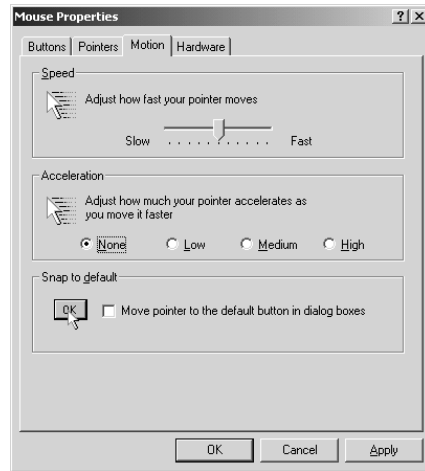 Mouse Properties
Buttons Pointers Motion Hardware
Speed
Adjust how fast your pointer moves
Slow Fast
Acceleration
Adjust how much your pointer accelerates as
you move it faster
None Low Medium High
Snap to default
OK Move pointer to the default button in dialog boxes
OK Cancel Apply